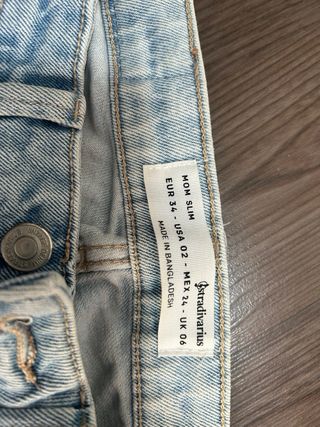 stradivarius
MOM SLIM
EUR 34 - USA 02 - MEX 24 - UK 06
MADE IN BANGLADESH